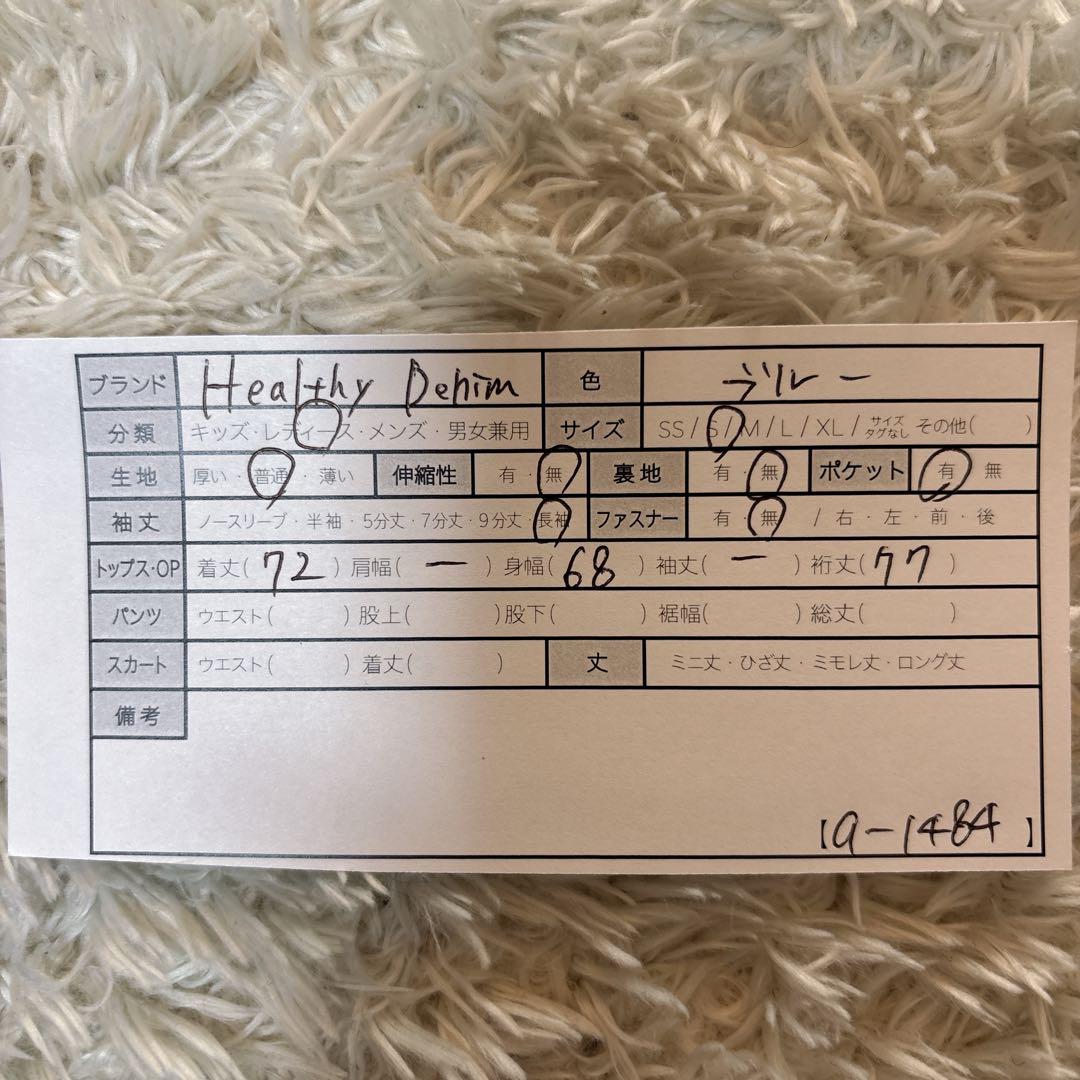 ブランド Healthy Denim 色 ブルー
分類 キッズ・レディース・メンズ・男女兼用 サイズ SS / S / M / L / XL / サイズタグなし その他( )
生地 厚い・普通・薄い 伸縮性 有・無 裏地 有・無 ポケット 有・無
袖丈 ノースリーブ・半袖・5分丈・7分丈・9分丈・長袖 ファスナー 有・無 / 右・左・前・後
トップス・OP 着丈( 72 ) 肩幅( ー ) 身幅( 68 ) 袖丈( ー ) 裄丈( 77 )
パンツ ウエスト( ) 股上( ) 股下( ) 裾幅( ) 総丈( )
スカート ウエスト( ) 着丈( ) 丈 ミニ丈・ひざ丈・ミモレ丈・ロング丈
備考
【a-1484】